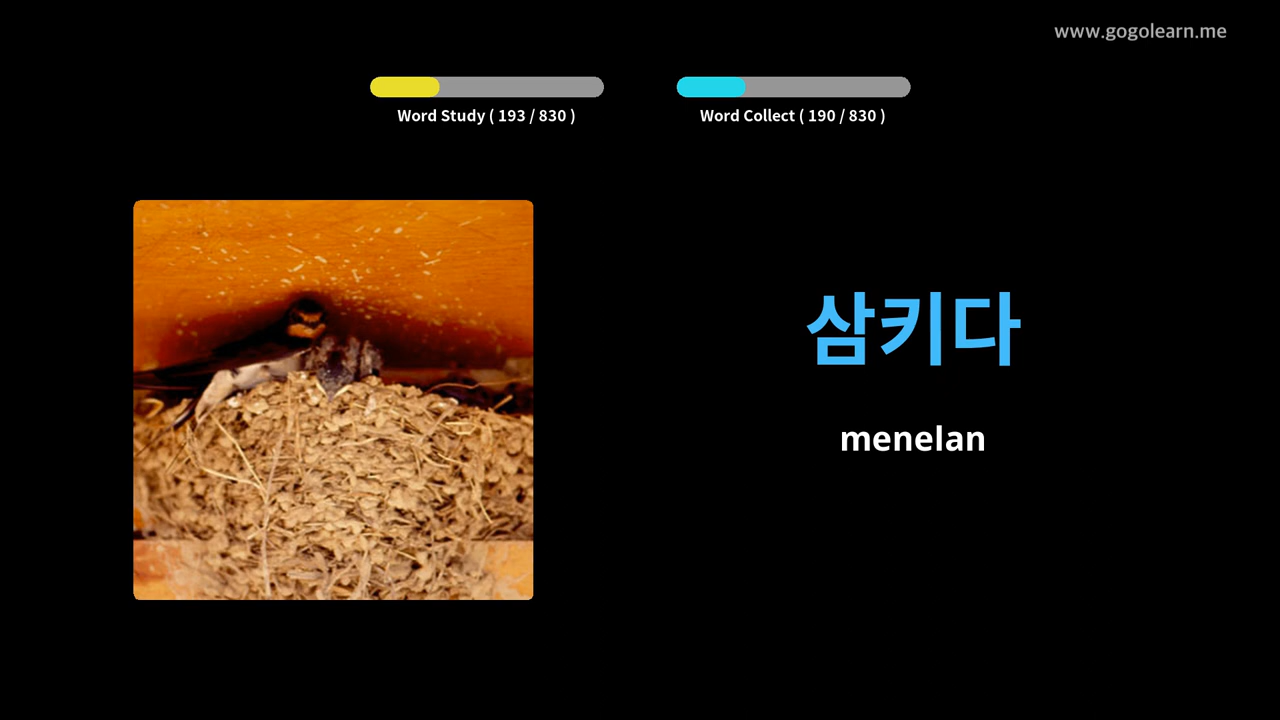 www.gogolearn.me
Word Study ( 193 / 830 )
Word Collect ( 190 / 830 )
삼키다
menelan